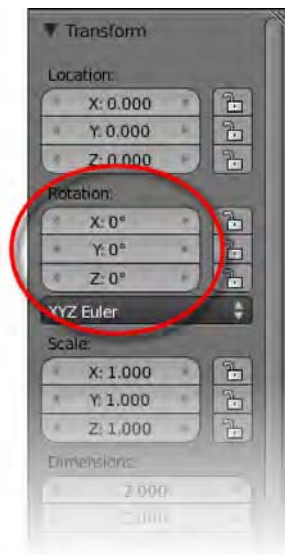 Transform
Location:
X: 0.000
Y: 0.000
Z: 0.000
Rotation:
X: 0°
Y: 0°
Z: 0°
XYZ Euler
Scale:
X: 1.000
Y: 1.000
Z: 1.000
Dimensions:
2.000